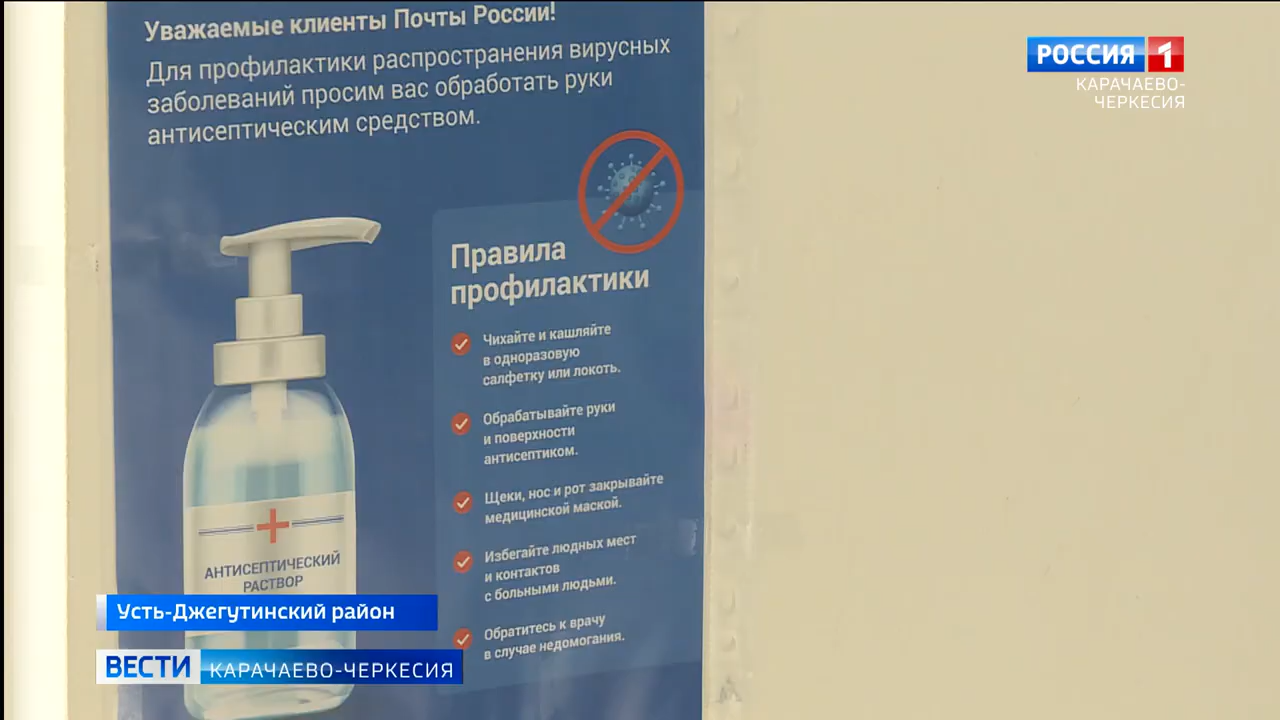 Уважаемые клиенты Почты России!
Для профилактики распространения вирусных
заболеваний просим вас обработать руки
антисептическим средством.
РОССИЯ 1
КАРАЧАЕВО-
ЧЕРКЕСИЯ
Правила
профилактики
Чихайте и кашляйте
в одноразовую
салфетку или локоть.
Обрабатывайте руки
и поверхности
антисептиком.
Щеки, нос и рот закрывайте
медицинской маской.
Избегайте людных мест
и контактов
с больными людьми.
Обратитесь к врачу
в случае недомогания.
АНТИСЕПТИЧЕСКИЙ
РАСТВОР
Усть-Джегутинский район
ВЕСТИ КАРАЧАЕВО-ЧЕРКЕСИЯ